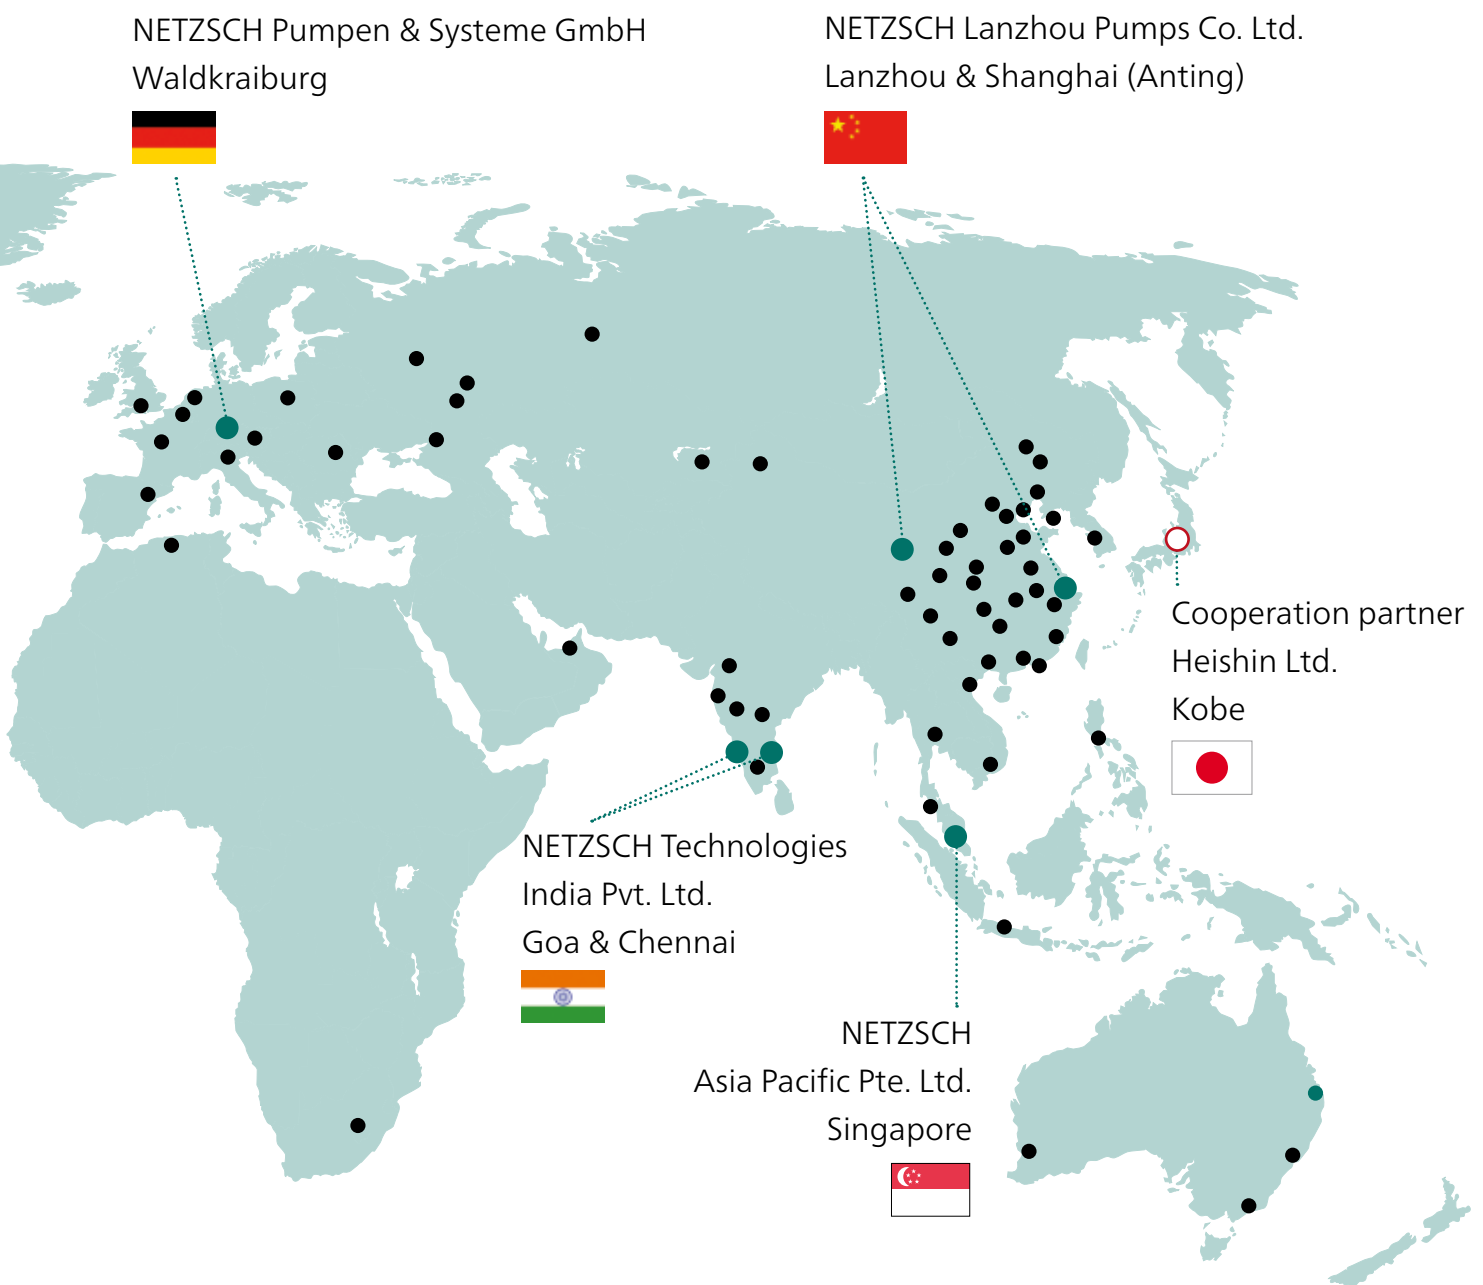 NETZSCH Pumpen & Systeme GmbH
Waldkraiburg
NETZSCH Lanzhou Pumps Co. Ltd.
Lanzhou & Shanghai (Anting)
Cooperation partner
Heishin Ltd.
Kobe
NETZSCH Technologies
India Pvt. Ltd.
Goa & Chennai
NETZSCH
Asia Pacific Pte. Ltd.
Singapore